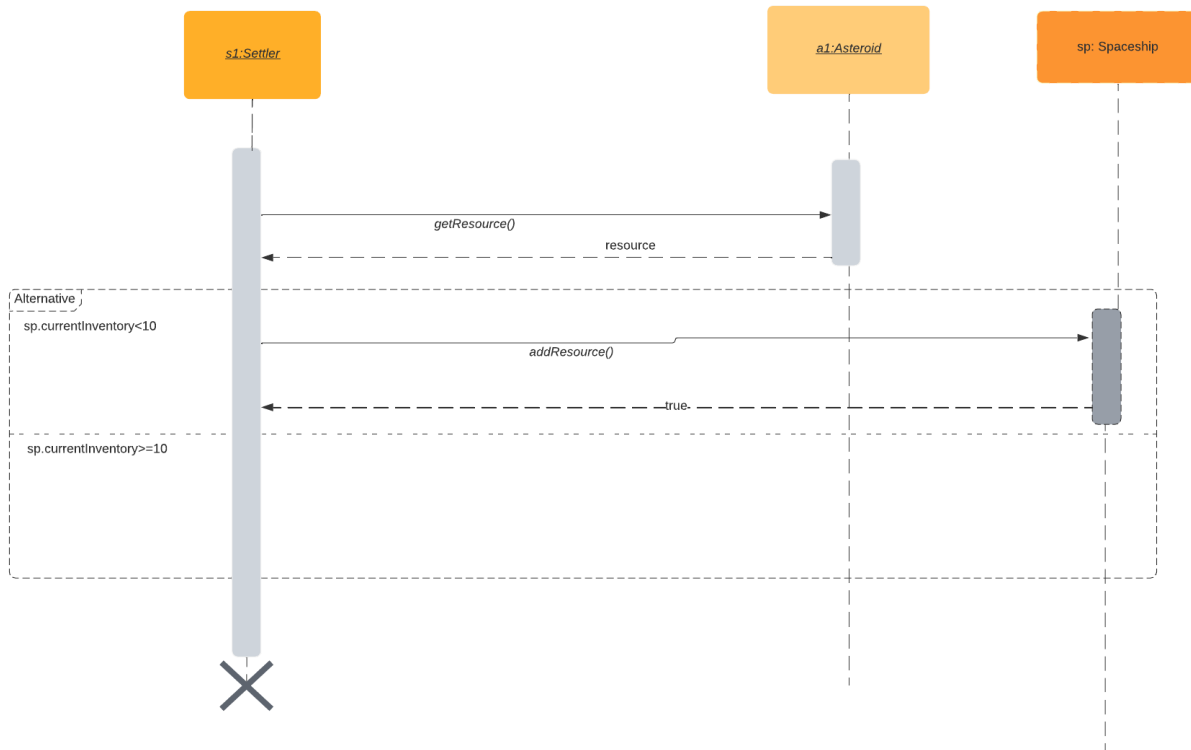 s1:Settler
a1:Asteroid
sp: Spaceship
getResource()
resource
Alternative
sp.currentInventory<10
addResource()
true
sp.currentInventory>=10